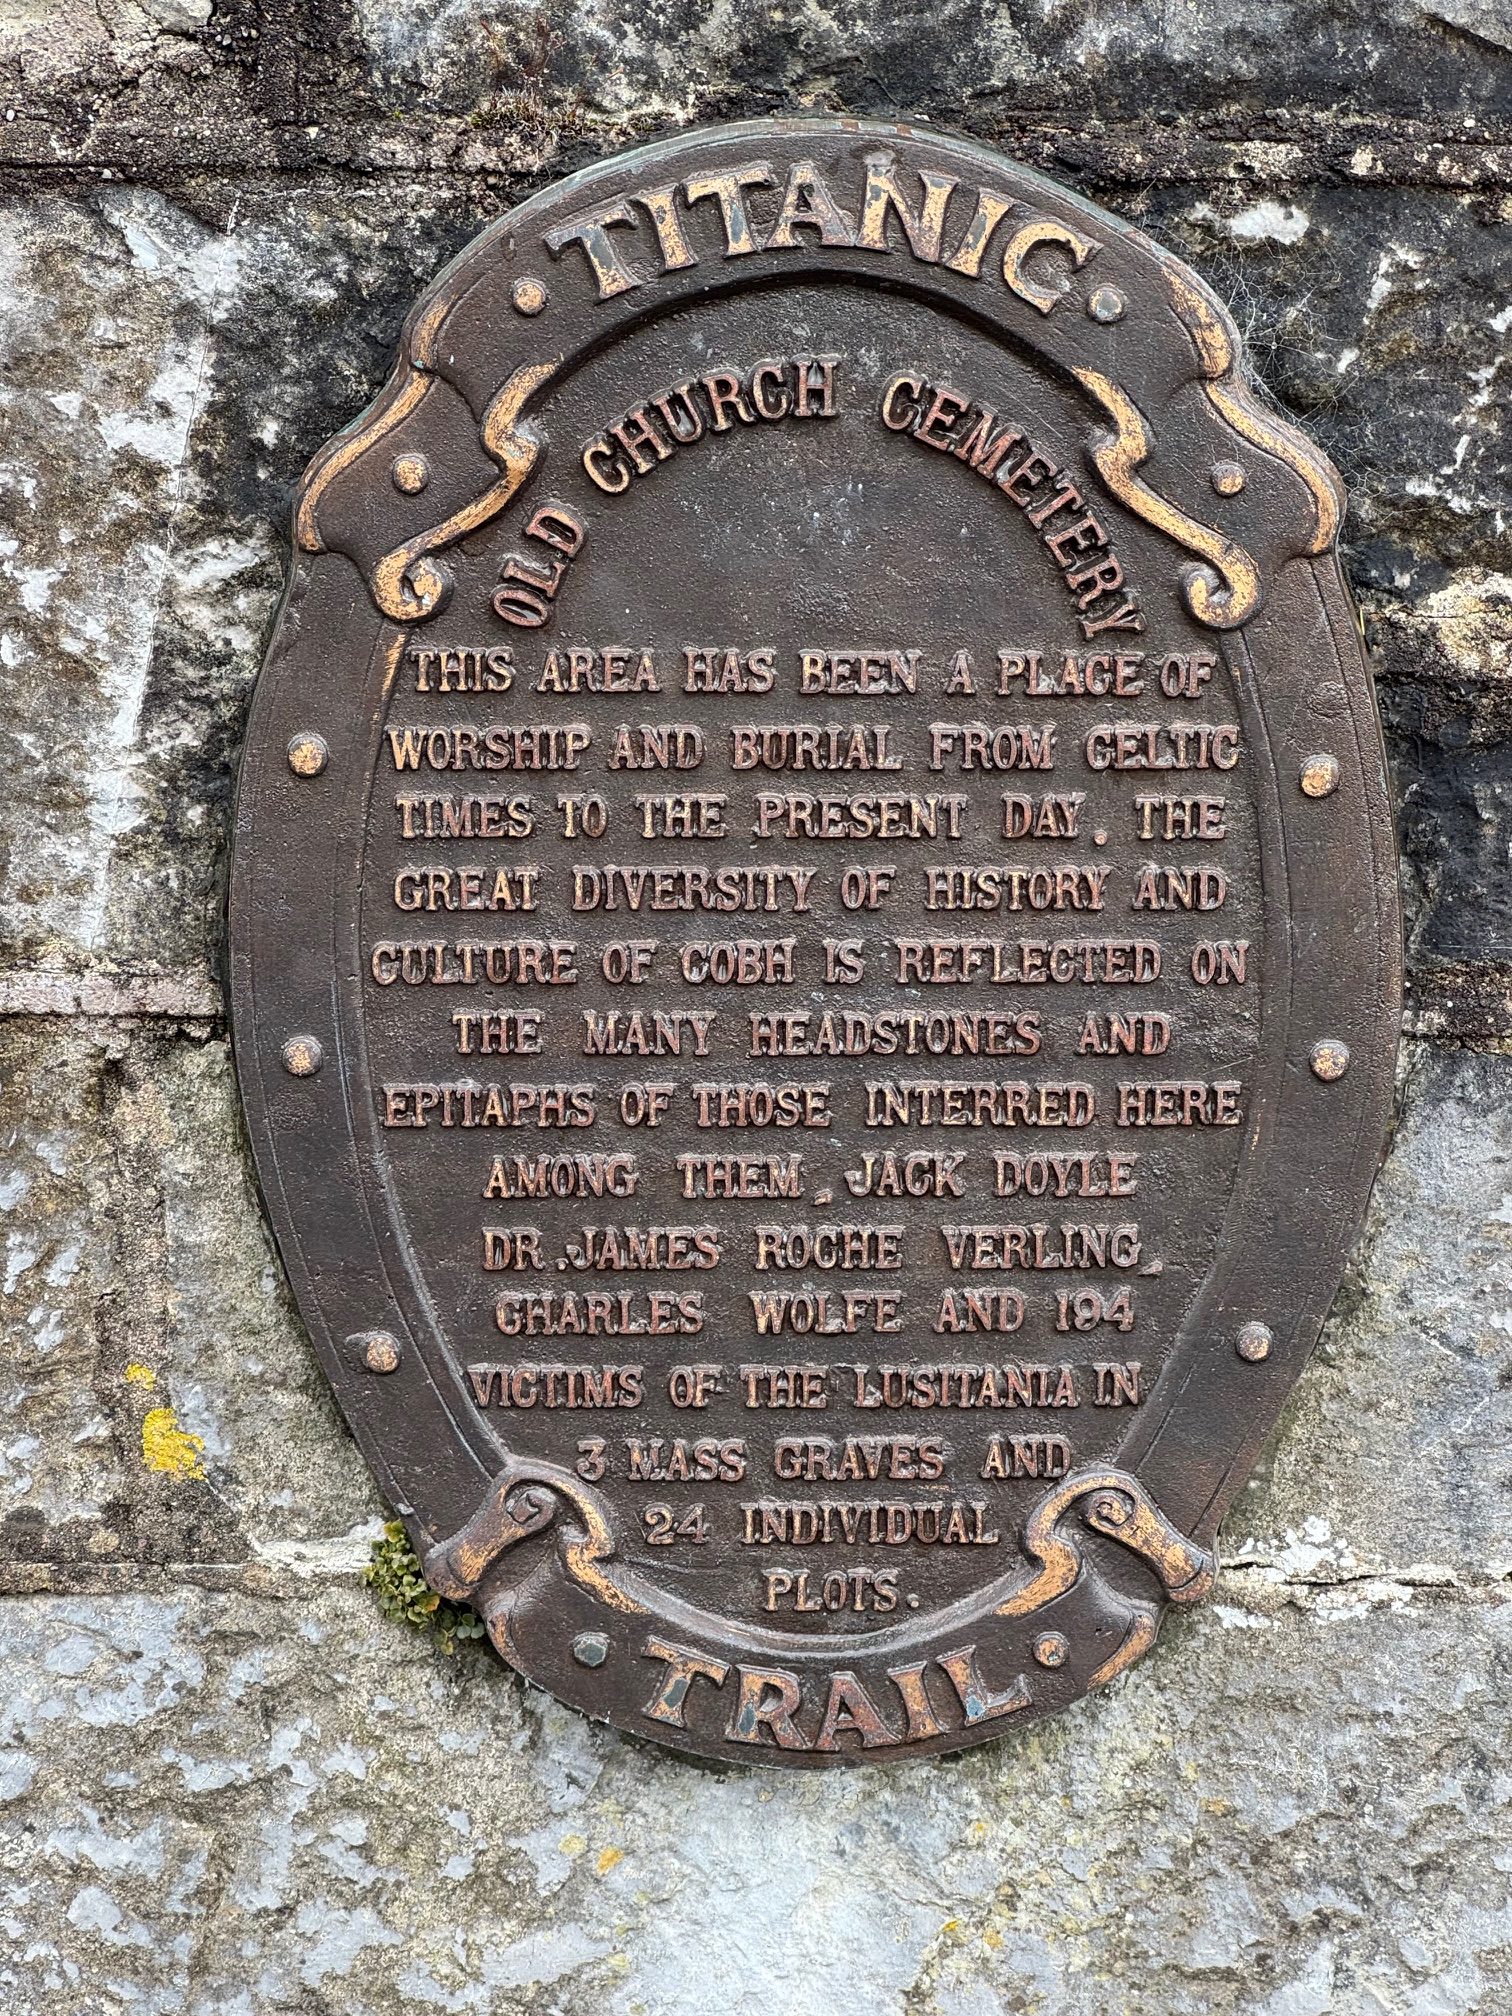 TITANIC
OLD CHURCH CEMETERY
THIS AREA HAS BEEN A PLACE OF
WORSHIP AND BURIAL FROM CELTIC
TIMES TO THE PRESENT DAY. THE
GREAT DIVERSITY OF HISTORY AND
CULTURE OF COBH IS REFLECTED ON
THE MANY HEADSTONES AND
EPITAPHS OF THOSE INTERRED HERE
AMONG THEM, JACK DOYLE
DR. JAMES ROCHE VERLING,
CHARLES WOLFE AND 194
VICTIMS OF THE LUSITANIA IN
3 MASS GRAVES AND
24 INDIVIDUAL
PLOTS.
TRAIL